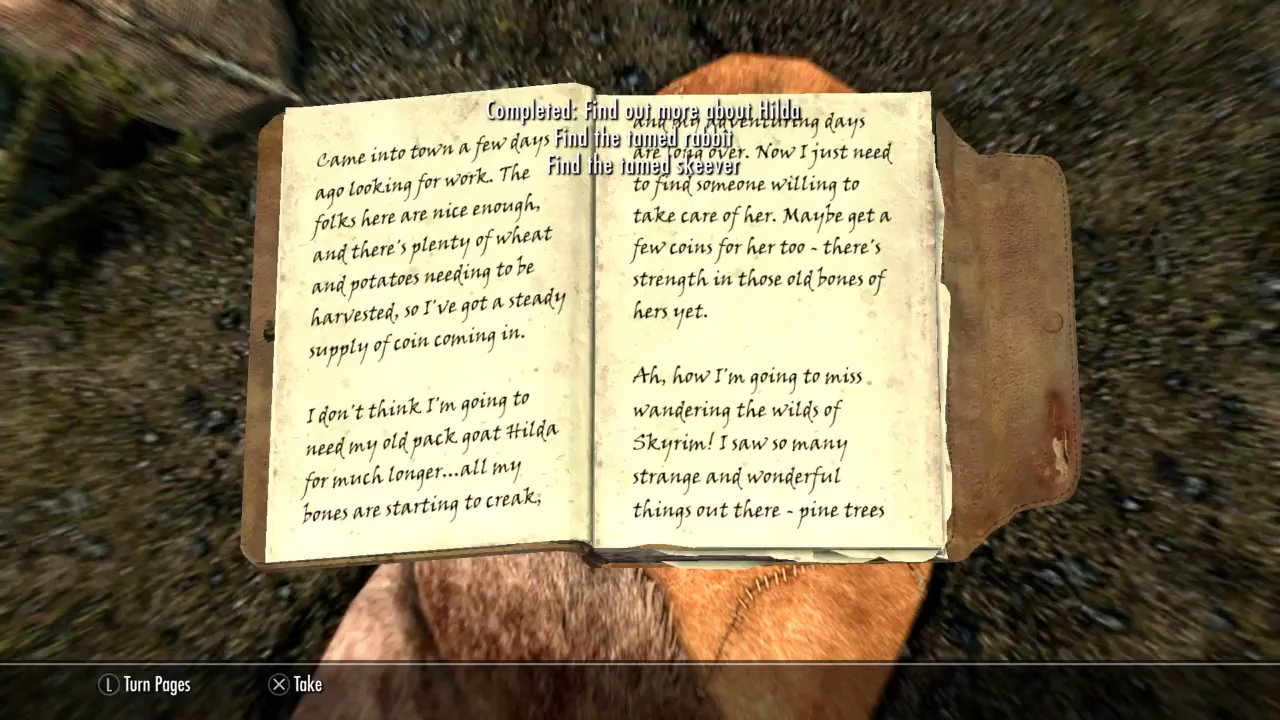 Completed: Find out more about Hilda
Find the tamed rabbit
Find the tamed skeever
Came into town a few days
ago looking for work. The
folks here are nice enough,
and there's plenty of wheat
and potatoes needing to be
harvested, so I've got a steady
supply of coin coming in.
I don't think I'm going to
need my old pack goat Hilda
for much longer...all my
bones are starting to creak,
and my adventuring days
are long over. Now I just need
to find someone willing to
take care of her. Maybe get a
few coins for her too - there's
strength in those old bones of
hers yet.
Ah, how I'm going to miss
wandering the wilds of
Skyrim! I saw so many
strange and wonderful
things out there - pine trees
L Turn Pages
X Take